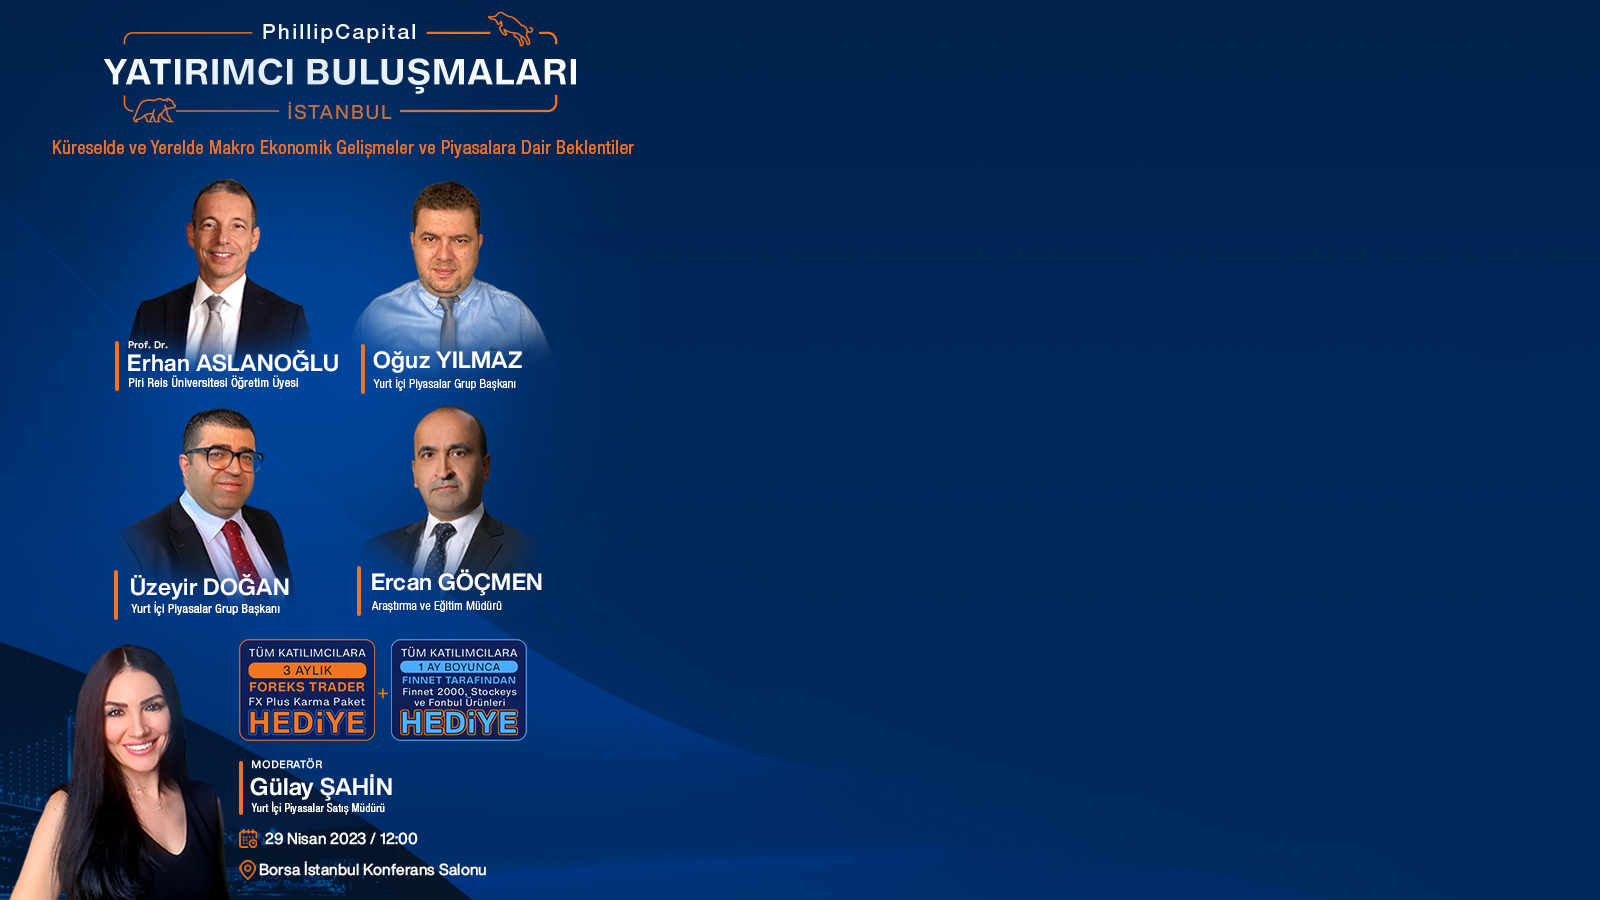 PhillipCapital
YATIRIMCI BULUŞMALARI
İSTANBUL
Küreselde ve Yerelde Makro Ekonomik Gelişmeler ve Piyasalara Dair Beklentiler
Prof. Dr.
Erhan ASLANOĞLU
Piri Reis Üniversitesi Öğretim Üyesi
Oğuz YILMAZ
Yurt İçi Piyasalar Grup Başkanı
Üzeyir DOĞAN
Yurt İçi Piyasalar Grup Başkanı
Ercan GÖÇMEN
Araştırma ve Eğitim Müdürü
TÜM KATILIMCILARA
3 AYLIK
FOREKS TRADER
FX Plus Karma Paket
HEDiYE
+
TÜM KATILIMCILARA
1 AY BOYUNCA
FINNET TARAFINDAN
Finnet 2000, Stockeys
ve Fonbul Ürünleri
HEDiYE
MODERATÖR
Gülay ŞAHİN
Yurt İçi Piyasalar Satış Müdürü
29 Nisan 2023 / 12:00
Borsa İstanbul Konferans Salonu